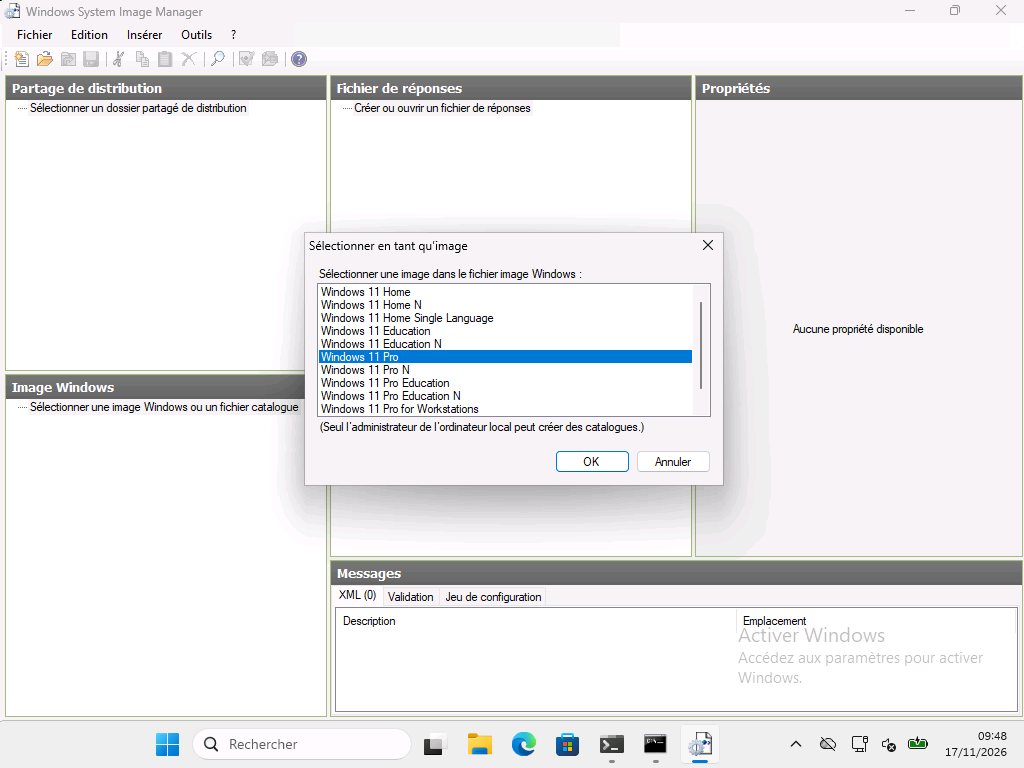 Windows System Image Manager
Fichier Edition Insérer Outils ?
Partage de distribution
Sélectionner un dossier partagé de distribution
Fichier de réponses
Créer ou ouvrir un fichier de réponses
Propriétés
Aucune propriété disponible
Sélectionner en tant qu'image
Sélectionner une image dans le fichier image Windows :
Windows 11 Home
Windows 11 Home N
Windows 11 Home Single Language
Windows 11 Education
Windows 11 Education N
Windows 11 Pro
Windows 11 Pro N
Windows 11 Pro Education
Windows 11 Pro Education N
Windows 11 Pro for Workstations
(Seul l'administrateur de l'ordinateur local peut créer des catalogues.)
OK Annuler
Image Windows
Sélectionner une image Windows ou un fichier catalogue
Messages
XML (0) Validation Jeu de configuration
Description Emplacement
Activer Windows
Accédez aux paramètres pour activer
Windows.
Rechercher
09:48
17/11/2026